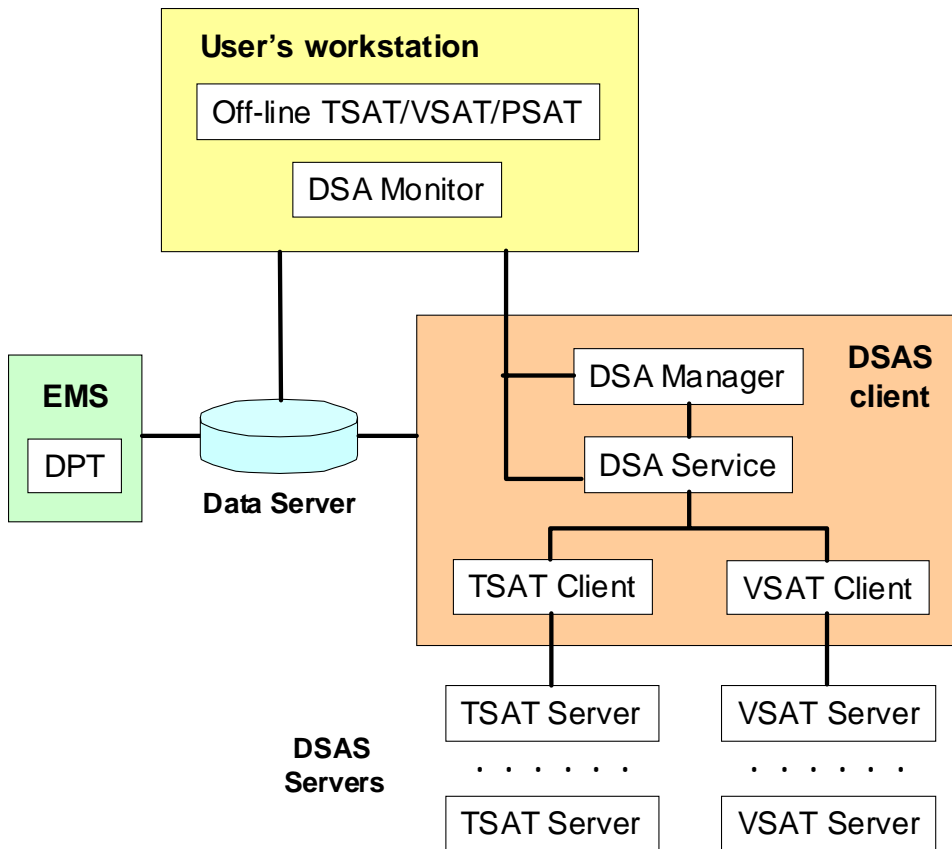 User's workstation
Off-line TSAT/VSAT/PSAT
DSA Monitor
EMS
DPT
Data Server
DSAS
client
DSA Manager
DSA Service
TSAT Client
VSAT Client
DSAS
Servers
TSAT Server
VSAT Server
. . . . . .
. . . . . .
TSAT Server
VSAT Server